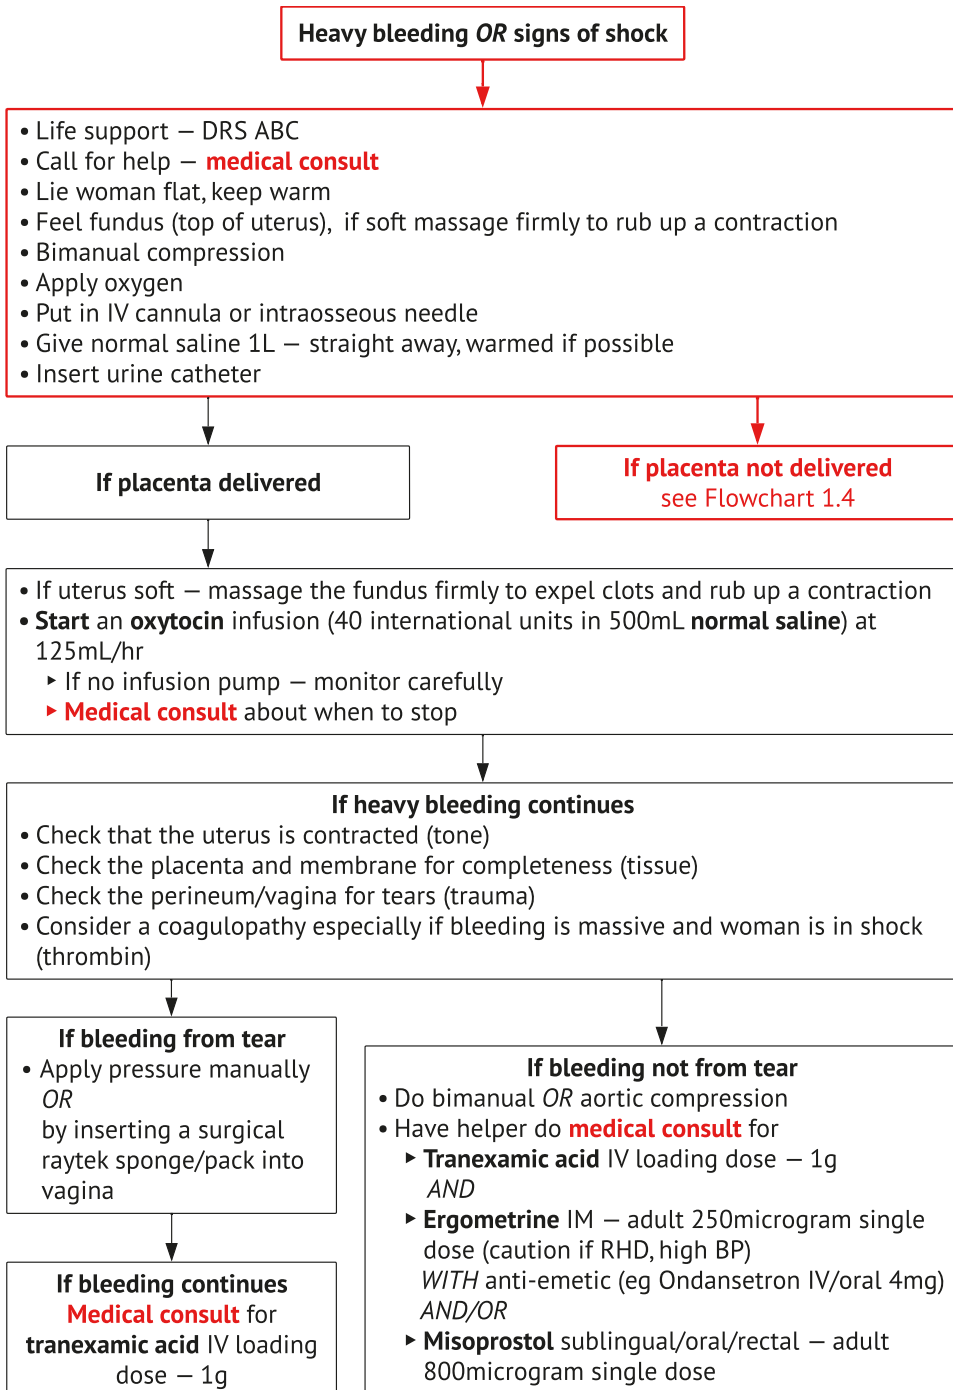 Heavy bleeding OR signs of shock
• Life support — DRS ABC
• Call for help — medical consult
• Lie woman flat, keep warm
• Feel fundus (top of uterus), if soft massage firmly to rub up a contraction
• Bimanual compression
• Apply oxygen
• Put in IV cannula or intraosseous needle
• Give normal saline 1L — straight away, warmed if possible
• Insert urine catheter
If placenta delivered
If placenta not delivered
see Flowchart 1.4
• If uterus soft — massage the fundus firmly to expel clots and rub up a contraction
• Start an oxytocin infusion (40 international units in 500mL normal saline) at
125mL/hr
▸ If no infusion pump — monitor carefully
▸ Medical consult about when to stop
If heavy bleeding continues
• Check that the uterus is contracted (tone)
• Check the placenta and membrane for completeness (tissue)
• Check the perineum/vagina for tears (trauma)
• Consider a coagulopathy especially if bleeding is massive and woman is in shock
(thrombin)
If bleeding from tear
• Apply pressure manually
OR
by inserting a surgical
raytek sponge/pack into
vagina
If bleeding continues
Medical consult for
tranexamic acid IV loading
dose — 1g
If bleeding not from tear
• Do bimanual OR aortic compression
• Have helper do medical consult for
▸ Tranexamic acid IV loading dose — 1g
AND
▸ Ergometrine IM — adult 250microgram single
dose (caution if RHD, high BP)
WITH anti-emetic (eg Ondansetron IV/oral 4mg)
AND/OR
▸ Misoprostol sublingual/oral/rectal — adult
800microgram single dose